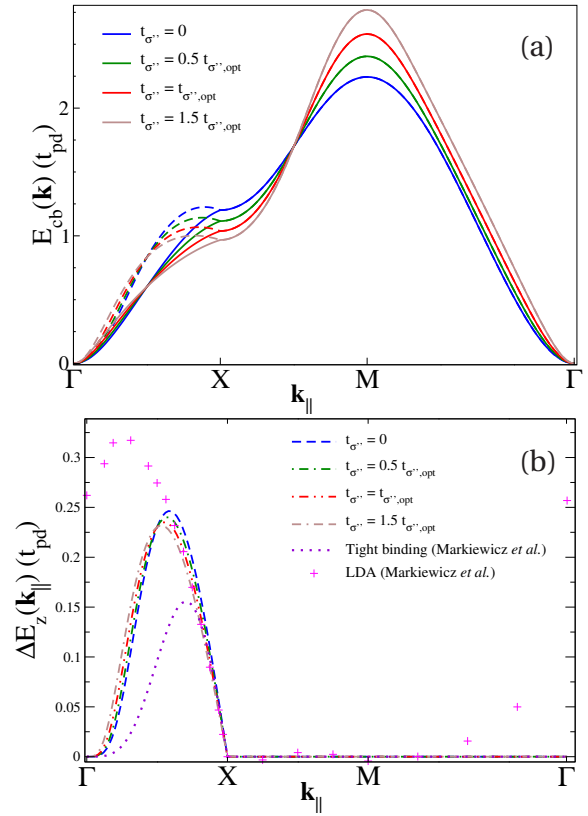 (a)
t_σ'' = 0
t_σ'' = 0.5 t_σ'',opt
t_σ'' = t_σ'',opt
t_σ'' = 1.5 t_σ'',opt
E_cb(k) (t_pd)
2
1
0
Γ X M Γ
k_||
(b)
t_σ'' = 0
t_σ'' = 0.5 t_σ'',opt
t_σ'' = t_σ'',opt
t_σ'' = 1.5 t_σ'',opt
Tight binding (Markiewicz et al.)
LDA (Markiewicz et al.)
ΔE_z(k_||) (t_pd)
0.3
0.25
0.2
0.15
0.1
0.05
0
Γ X M Γ
k_||